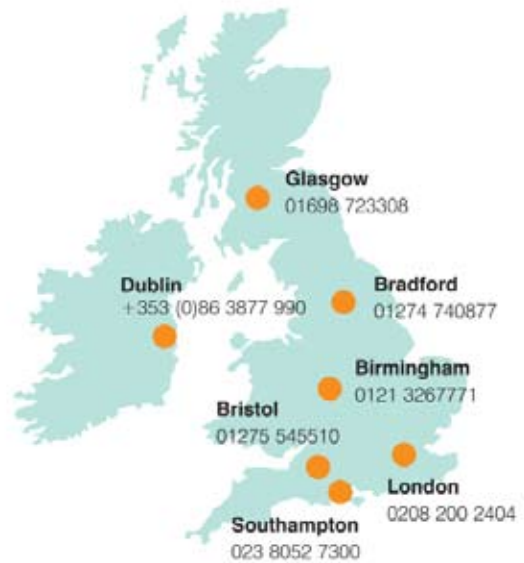 Glasgow
01698 723308
Dublin
+353 (0)86 3877 990
Bradford
01274 740877
Birmingham
0121 3267771
Bristol
01275 545510
London
0208 200 2404
Southampton
023 8052 7300